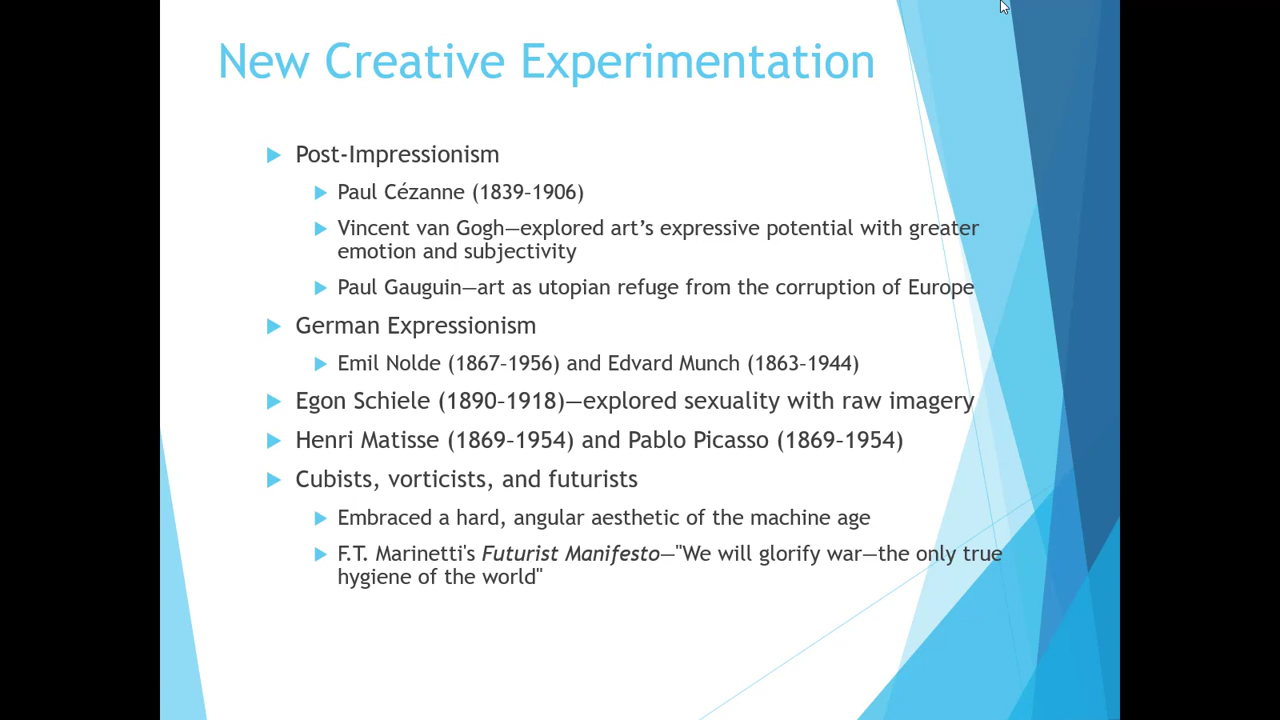 New Creative Experimentation
Post-Impressionism
Paul Cézanne (1839–1906)
Vincent van Gogh—explored art’s expressive potential with greater
emotion and subjectivity
Paul Gauguin—art as utopian refuge from the corruption of Europe
German Expressionism
Emil Nolde (1867–1956) and Edvard Munch (1863–1944)
Egon Schiele (1890–1918)—explored sexuality with raw imagery
Henri Matisse (1869–1954) and Pablo Picasso (1869–1954)
Cubists, vorticists, and futurists
Embraced a hard, angular aesthetic of the machine age
F.T. Marinetti's Futurist Manifesto—"We will glorify war—the only true
hygiene of the world"